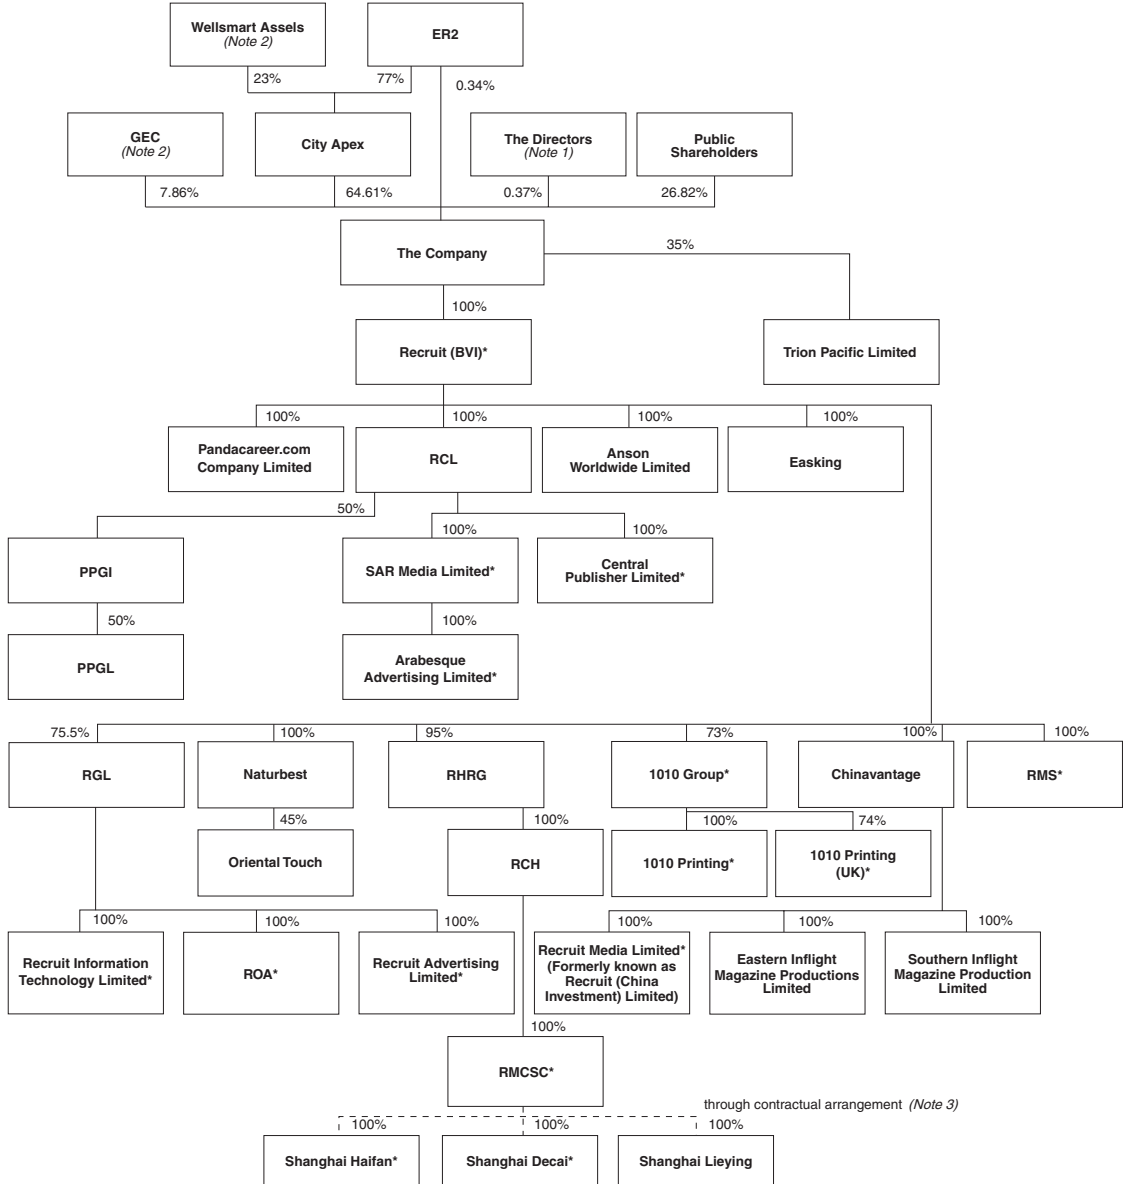 Wellsmart Assels
(Note 2)
ER2
23%
77%
0.34%
GEC
(Note 2)
City Apex
The Directors
(Note 1)
Public
Shareholders
7.86%
64.61%
0.37%
26.82%
The Company
35%
100%
Recruit (BVI)*
Trion Pacific Limited
100%
100%
100%
100%
Pandacareer.com
Company Limited
RCL
Anson
Worldwide Limited
Easking
50%
100%
100%
PPGI
SAR Media Limited*
Central
Publisher Limited*
50%
100%
PPGL
Arabesque
Advertising Limited*
75.5%
100%
95%
73%
100%
100%
RGL
Naturbest
RHRG
1010 Group*
Chinavantage
RMS*
45%
100%
100%
74%
Oriental Touch
RCH
1010 Printing*
1010 Printing
(UK)*
100%
100%
100%
100%
100%
100%
Recruit Information
Technology Limited*
ROA*
Recruit Advertising
Limited*
Recruit Media Limited*
(Formerly known as
Recruit (China
Investment) Limited)
Eastern Inflight
Magazine Productions
Limited
Southern Inflight
Magazine Production
Limited
100%
RMCSC*
through contractual arrangement (Note 3)
100%
100%
100%
Shanghai Haifan*
Shanghai Decai*
Shanghai Lieying